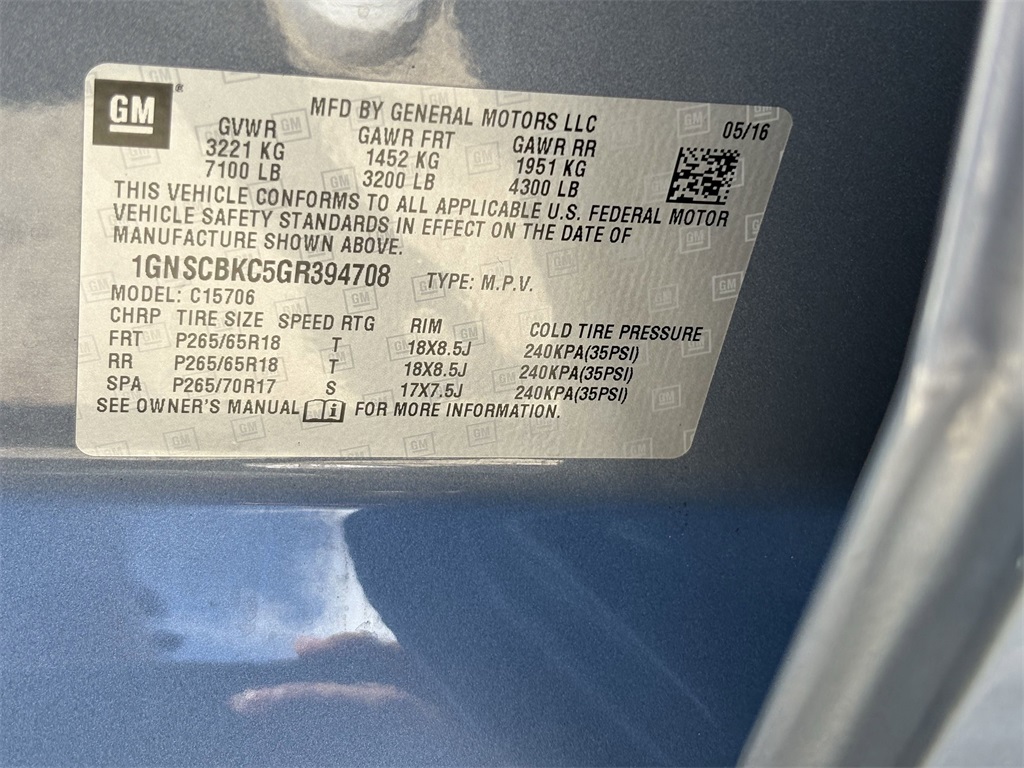 GM
MFD BY GENERAL MOTORS LLC
05/16
GVWR GAWR FRT GAWR RR
3221 KG 1452 KG 1951 KG
7100 LB 3200 LB 4300 LB
THIS VEHICLE CONFORMS TO ALL APPLICABLE U.S. FEDERAL MOTOR
VEHICLE SAFETY STANDARDS IN EFFECT ON THE DATE OF
MANUFACTURE SHOWN ABOVE.
1GNSCBKC5GR394708 TYPE: M.P.V.
MODEL: C15706
CHRP TIRE SIZE SPEED RTG RIM COLD TIRE PRESSURE
FRT P265/65R18 T 18X8.5J 240KPA(35PSI)
RR P265/65R18 T 18X8.5J 240KPA(35PSI)
SPA P265/70R17 S 17X7.5J 240KPA(35PSI)
SEE OWNER'S MANUAL FOR MORE INFORMATION.